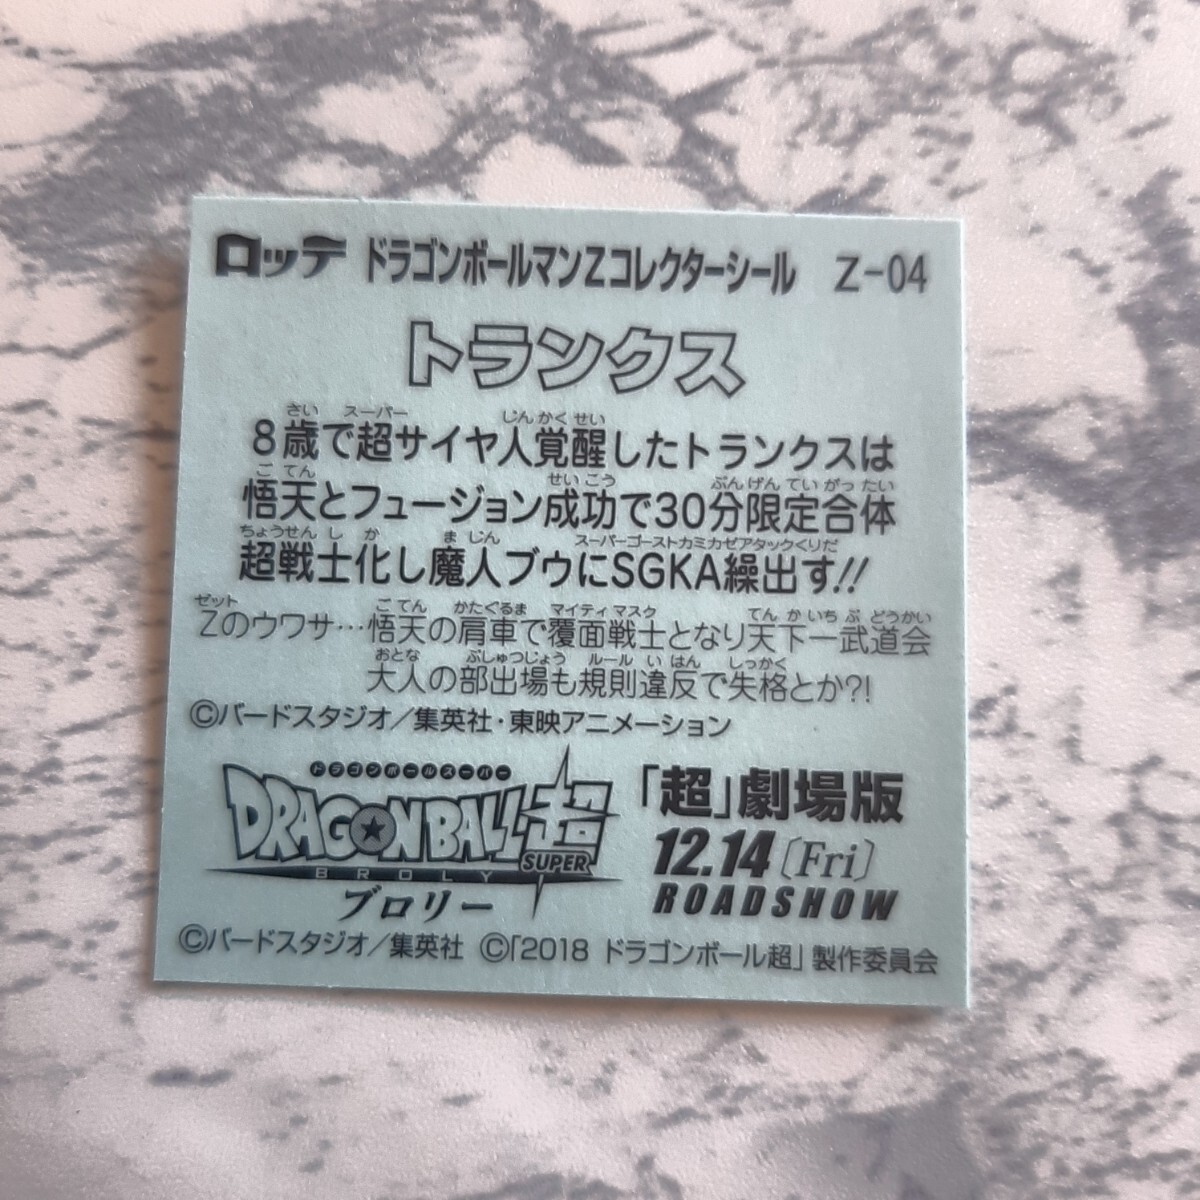 ロッテ ドラゴンボールマンZコレクターシール Z-04
トランクス
さい スーパー じんかくせい
8歳で超サイヤ人覚醒したトランクスは
ごてん せいこう ぷんげんていがったい
悟天とフュージョン成功で30分限定合体
ちょうせんしか まじん スーパーゴーストカミカゼアタックくりだ
超戦士化し魔人ブゥにSGKA繰出す!!
ゼット ごてん かたぐるま マイティマスク てんかいちぶどうかい
Zのウワサ…悟天の肩車で覆面戦士となり天下一武道会
おとな ぶしゅつじょう ルールいはん しっかく
大人の部出場も規則違反で失格とか?!
©バードスタジオ/集英社・東映アニメーション
ドラゴンボールスーパー
DRAGONBALL超
SUPER
BROLY
ブロリー
「超」劇場版
12.14〔Fri〕
ROADSHOW
©バードスタジオ/集英社 ©「2018 ドラゴンボール超」製作委員会